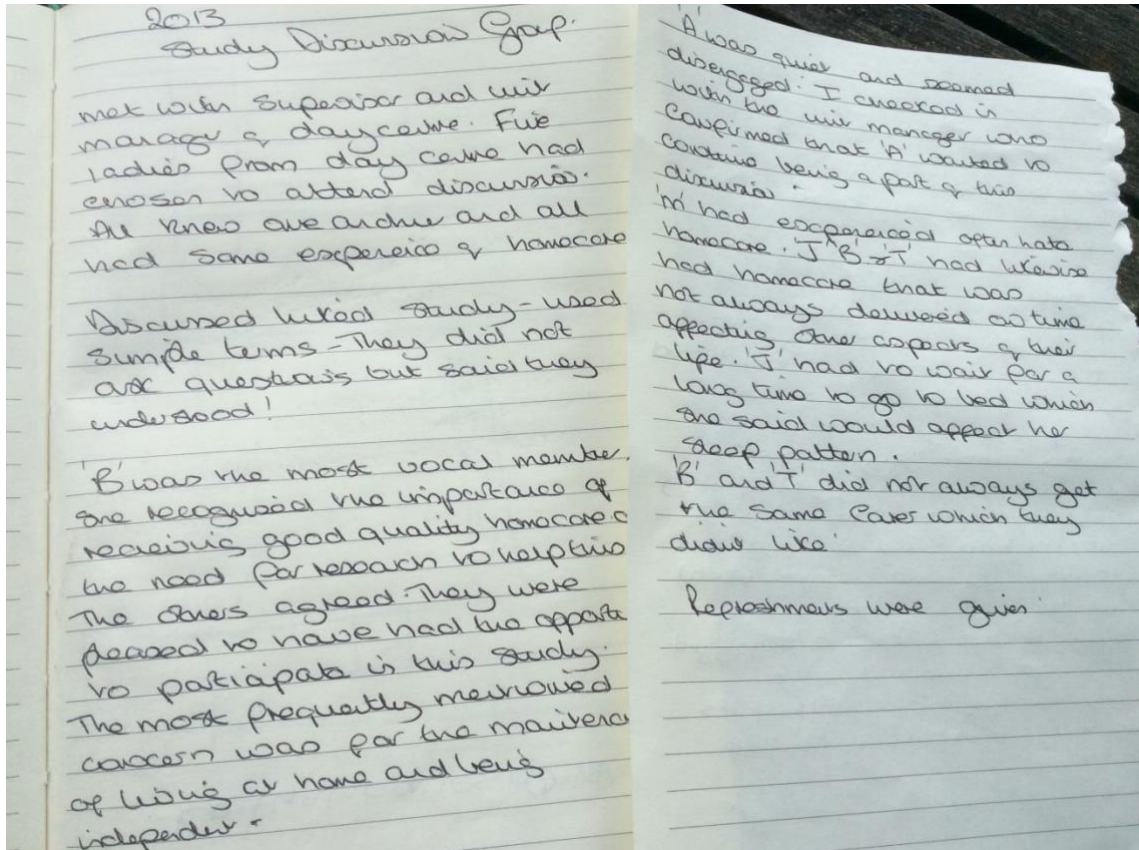 2013
Study Discussion Group.
met with Supervisor and unit
manager of day centre. Five
ladies from day centre had
chosen to attend discussion.
All knew one another and all
had some experience of homecare
Discussed linked study - used
simple terms - They did not
ask questions but said they
understood!
'B' was the most vocal member.
She recognised the importance of
receiving good quality homecare &
the need for research to help this
The others agreed. They were
pleased to have had the opportu
to participate in this study.
The most frequently mentioned
concern was for the maintenanc
of living at home and being
independent.
'A' was quiet and seemed
disengaged. I checked in
with the unit manager who
confirmed that 'A' wanted to
continue being a part of this
discussion.
'M' had experienced often late
homecare. 'J' 'B' & 'T' had likewise
had homecare that was
not always delivered on time
affecting other aspects of their
life. 'J' had to wait for a
long time to go to bed which
she said would affect her
sleep pattern.
'B' and 'T' did not always get
the same carers which they
didn't like.
Refreshments were given.